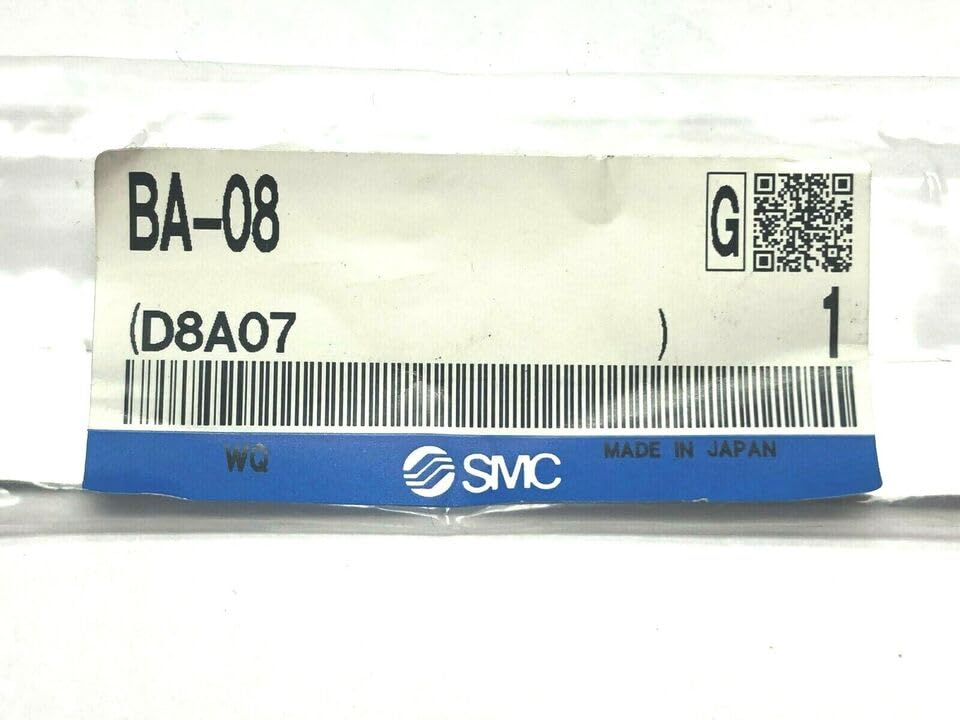 BA-08
G
(D8A07 )
1
WQ
SMC
MADE IN JAPAN